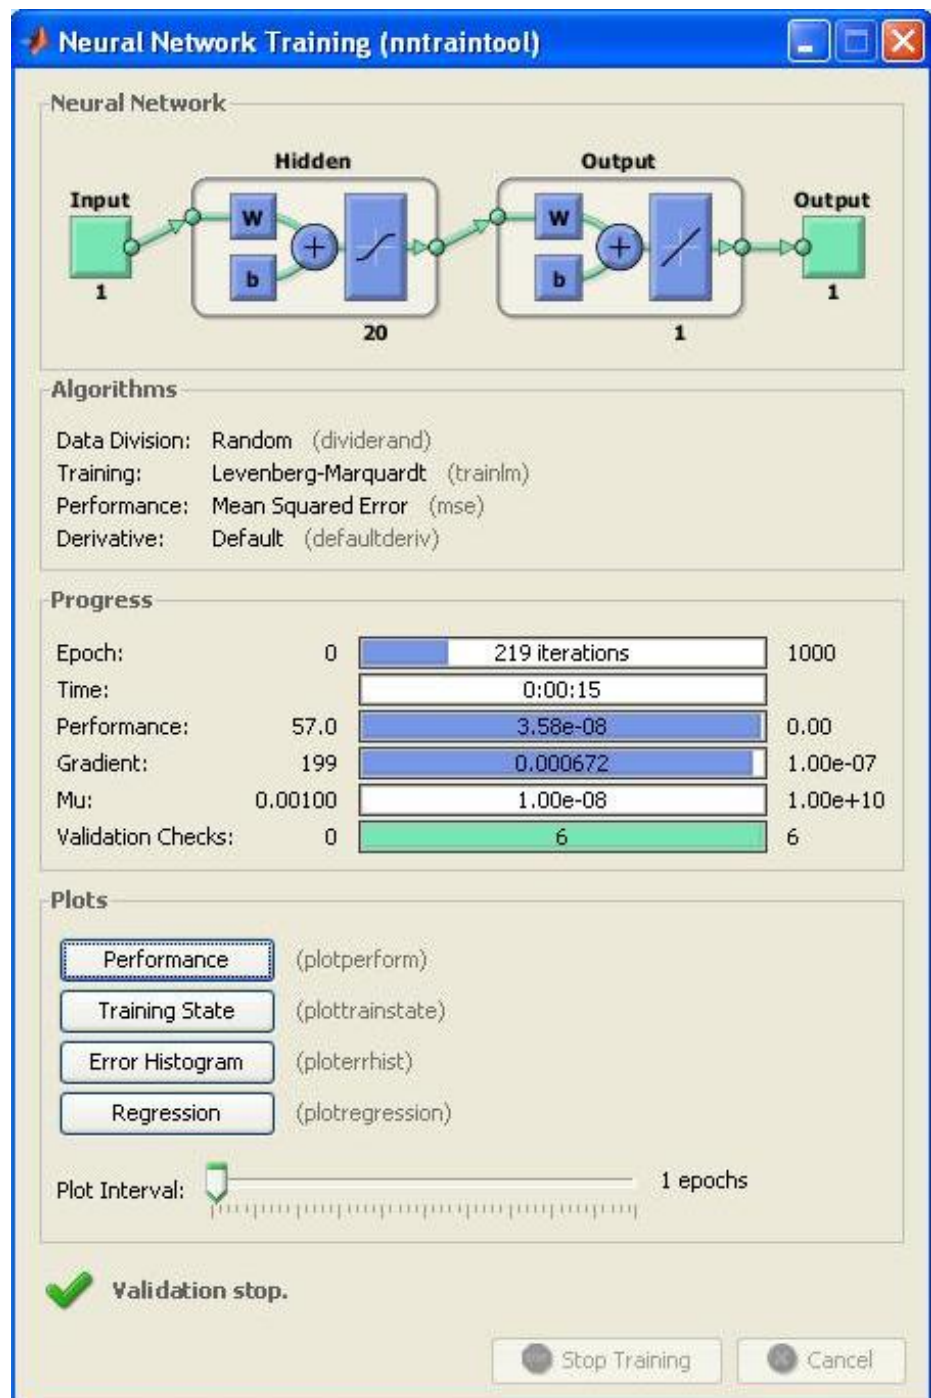 Neural Network Training (nntraintool)
Neural Network
Hidden Output
Input Output
W W
b b
1 1
20 1
Algorithms
Data Division: Random (dividerand)
Training: Levenberg-Marquardt (trainlm)
Performance: Mean Squared Error (mse)
Derivative: Default (defaultderiv)
Progress
Epoch: 0 219 iterations 1000
Time: 0:00:15
Performance: 57.0 3.58e-08 0.00
Gradient: 199 0.000672 1.00e-07
Mu: 0.00100 1.00e-08 1.00e+10
Validation Checks: 0 6 6
Plots
Performance (plotperform)
Training State (plottrainstate)
Error Histogram (ploterrhist)
Regression (plotregression)
Plot Interval: 1 epochs
Validation stop.
Stop Training Cancel